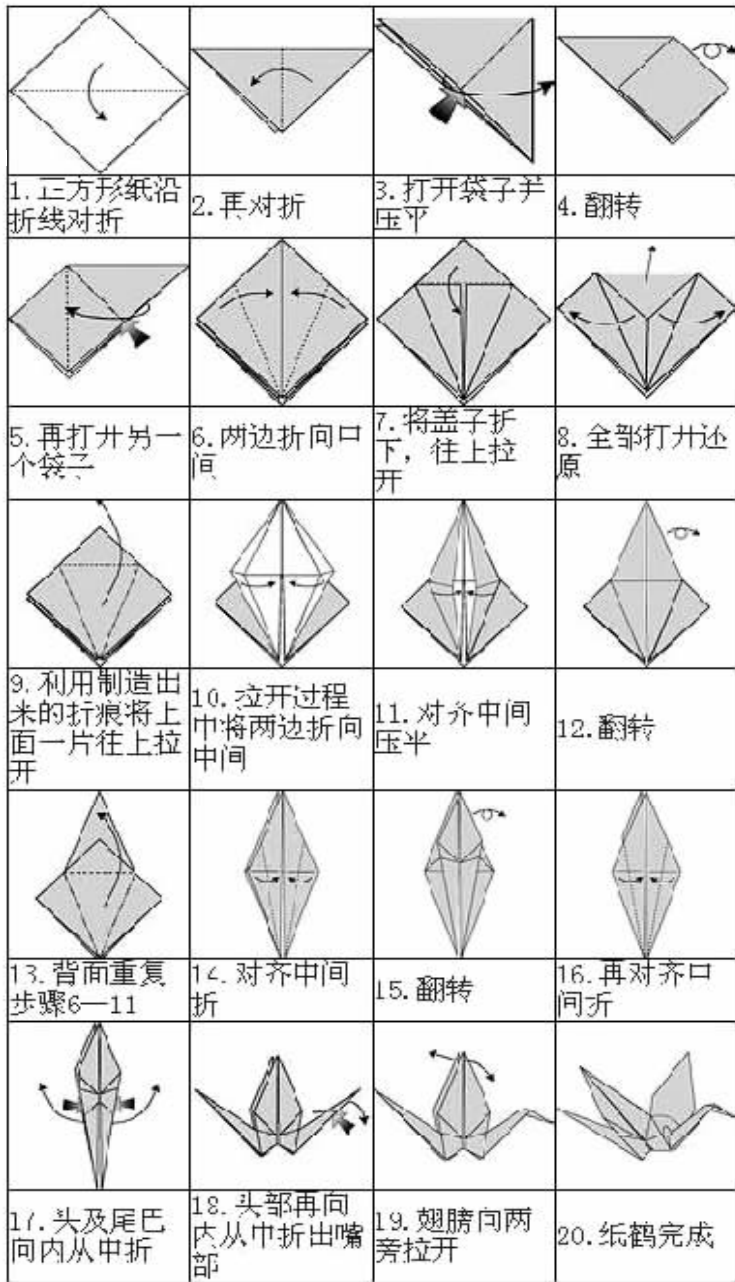 1.正方形纸沿
折线对折
2.再对折
3.打开袋子并
压平
4.翻转
5.再打开另一
个袋子
6.两边折向中
间
7.将盖子折
下，往上拉
开
8.全部打开还
原
9.利用制造出
来的折痕将上
面一片往上拉
开
10.拉开过程
中将两边折向
中间
11.对齐中间
压平
12.翻转
13.背面重复
步骤6—11
14.对齐中间
折
15.翻转
16.再对齐中
间折
17.头及尾巴
向内从中折
18.头部再向
内从中折出嘴
部
19.翅膀向两
旁拉开
20.纸鹤完成